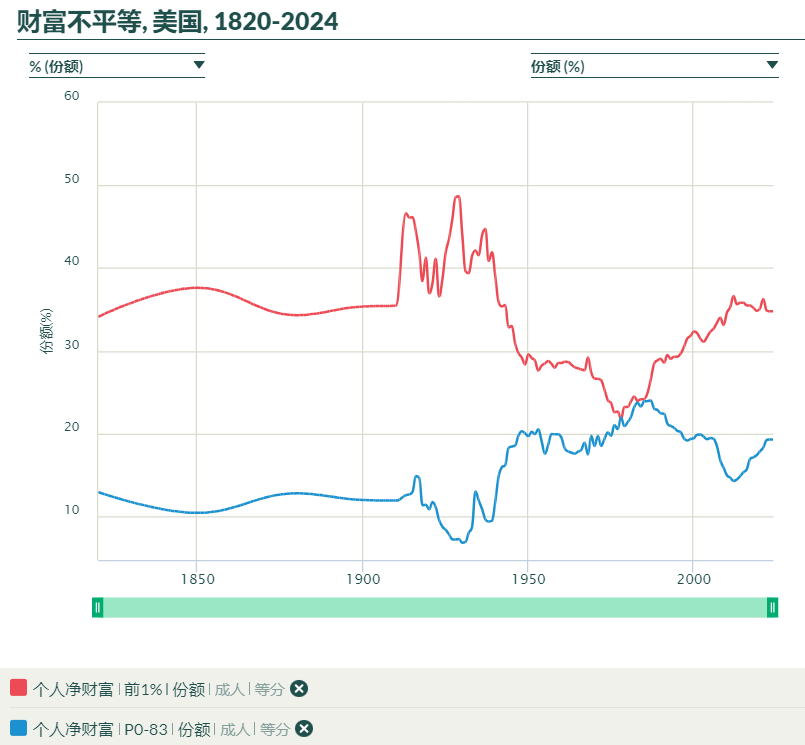 财富不平等, 美国, 1820-2024
% (份额)
份额 (%)
60
50
40
30
20
10
份额(%)
1850 1900 1950 2000
个人净财富 | 前1% | 份额 | 成人 | 等分
个人净财富 | P0-83 | 份额 | 成人 | 等分